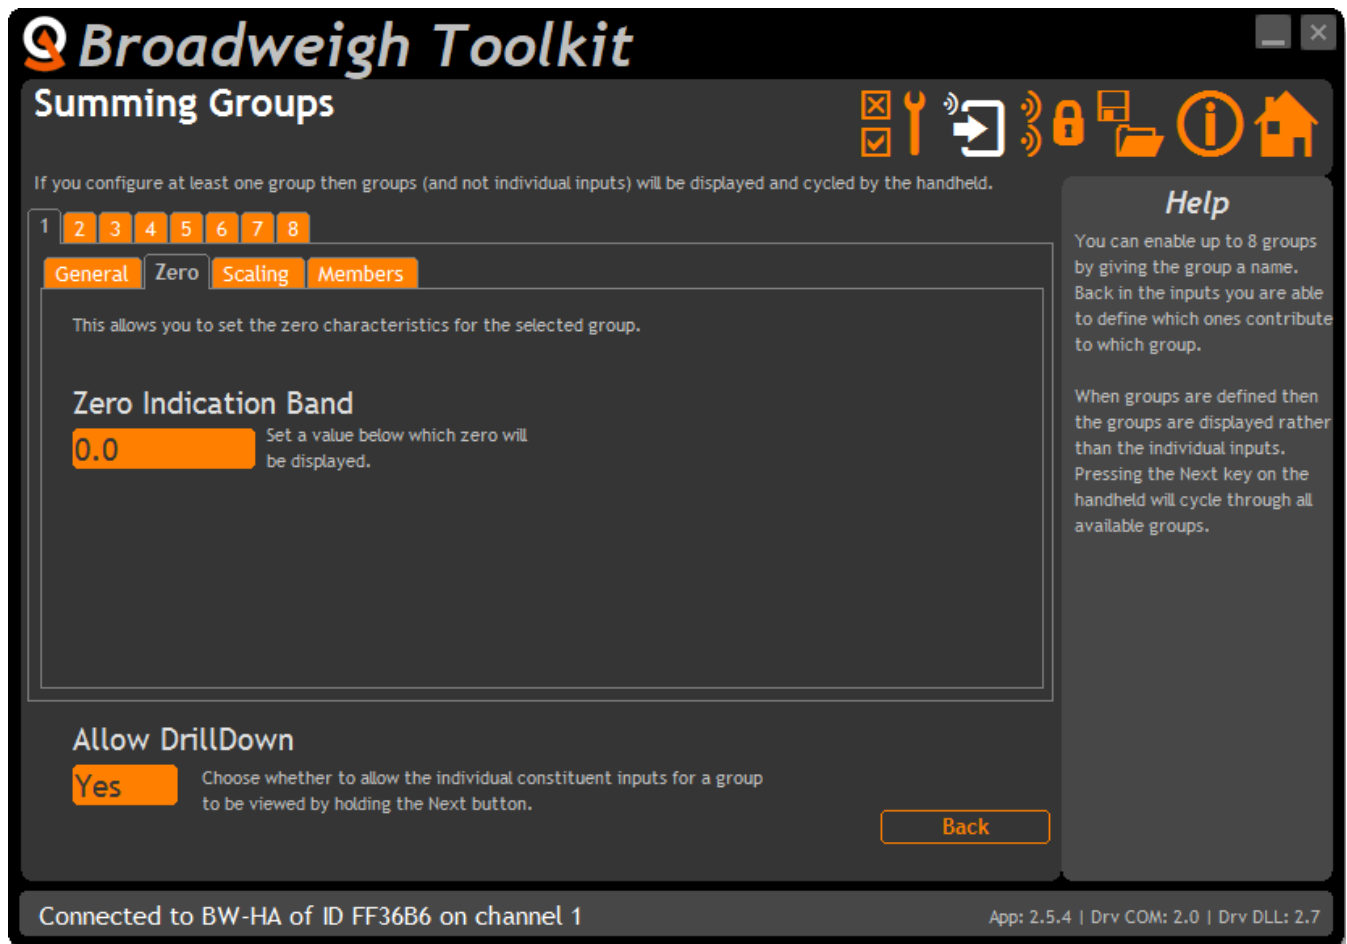 Broadweigh Toolkit
Summing Groups
If you configure at least one group then groups (and not individual inputs) will be displayed and cycled by the handheld.
1 2 3 4 5 6 7 8
General Zero Scaling Members
This allows you to set the zero characteristics for the selected group.
Zero Indication Band
0.0
Set a value below which zero will
be displayed.
Allow DrillDown
Yes
Choose whether to allow the individual constituent inputs for a group
to be viewed by holding the Next button.
Back
Help
You can enable up to 8 groups
by giving the group a name.
Back in the inputs you are able
to define which ones contribute
to which group.
When groups are defined then
the groups are displayed rather
than the individual inputs.
Pressing the Next key on the
handheld will cycle through all
available groups.
Connected to BW-HA of ID FF36B6 on channel 1
App: 2.5.4 | Drv COM: 2.0 | Drv DLL: 2.7